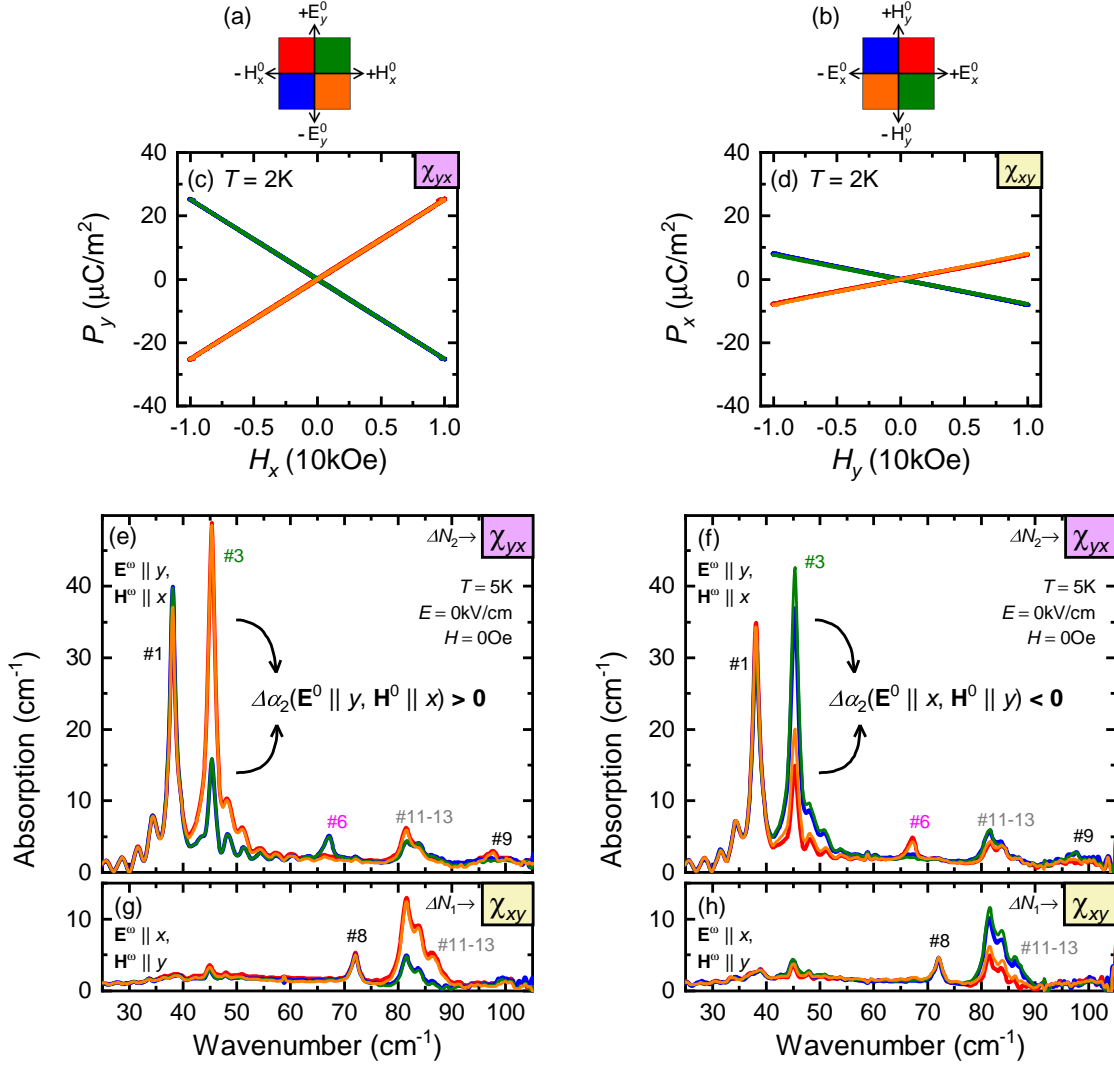 (a)
+E⁰y
- H⁰x
+H⁰x
- E⁰y
(b)
+H⁰y
- E⁰x
+E⁰x
- H⁰y
(c) T = 2K
χyx
40
20
0
-20
-40
Py (μC/m²)
-1.0
-0.5
0.0
0.5
1.0
Hx (10kOe)
(d) T = 2K
χxy
40
20
0
-20
-40
Px (μC/m²)
-1.0
-0.5
0.0
0.5
1.0
Hy (10kOe)
(e)
ΔN₂→
χyx
Eω || y,
Hω || x
#3
T = 5K
E = 0kV/cm
H = 0Oe
#1
Δα₂(E⁰ || y, H⁰ || x) > 0
#6
#11-13
#9
40
30
20
10
0
Absorption (cm⁻¹)
(f)
ΔN₂→
χyx
Eω || y,
Hω || x
#3
T = 5K
E = 0kV/cm
H = 0Oe
#1
Δα₂(E⁰ || x, H⁰ || y) < 0
#6
#11-13
#9
40
30
20
10
0
Absorption (cm⁻¹)
(g)
ΔN₁→
χxy
Eω || x,
Hω || y
#8
#11-13
10
0
30
40
50
60
70
80
90
100
Wavenumber (cm⁻¹)
(h)
ΔN₁→
χxy
Eω || x,
Hω || y
#8
#11-13
10
0
30
40
50
60
70
80
90
100
Wavenumber (cm⁻¹)